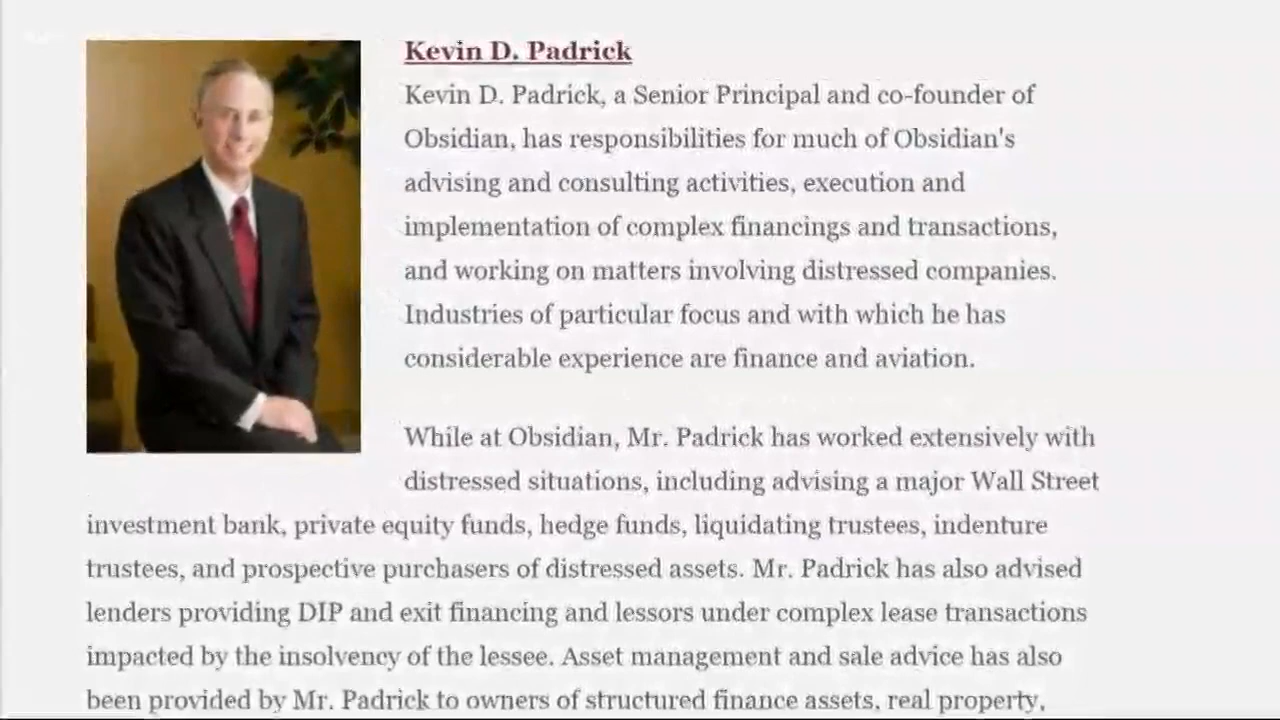 Kevin D. Padrick
Kevin D. Padrick, a Senior Principal and co-founder of
Obsidian, has responsibilities for much of Obsidian's
advising and consulting activities, execution and
implementation of complex financings and transactions,
and working on matters involving distressed companies.
Industries of particular focus and with which he has
considerable experience are finance and aviation.
While at Obsidian, Mr. Padrick has worked extensively with
distressed situations, including advising a major Wall Street
investment bank, private equity funds, hedge funds, liquidating trustees, indenture
trustees, and prospective purchasers of distressed assets. Mr. Padrick has also advised
lenders providing DIP and exit financing and lessors under complex lease transactions
impacted by the insolvency of the lessee. Asset management and sale advice has also
been provided by Mr. Padrick to owners of structured finance assets, real property,